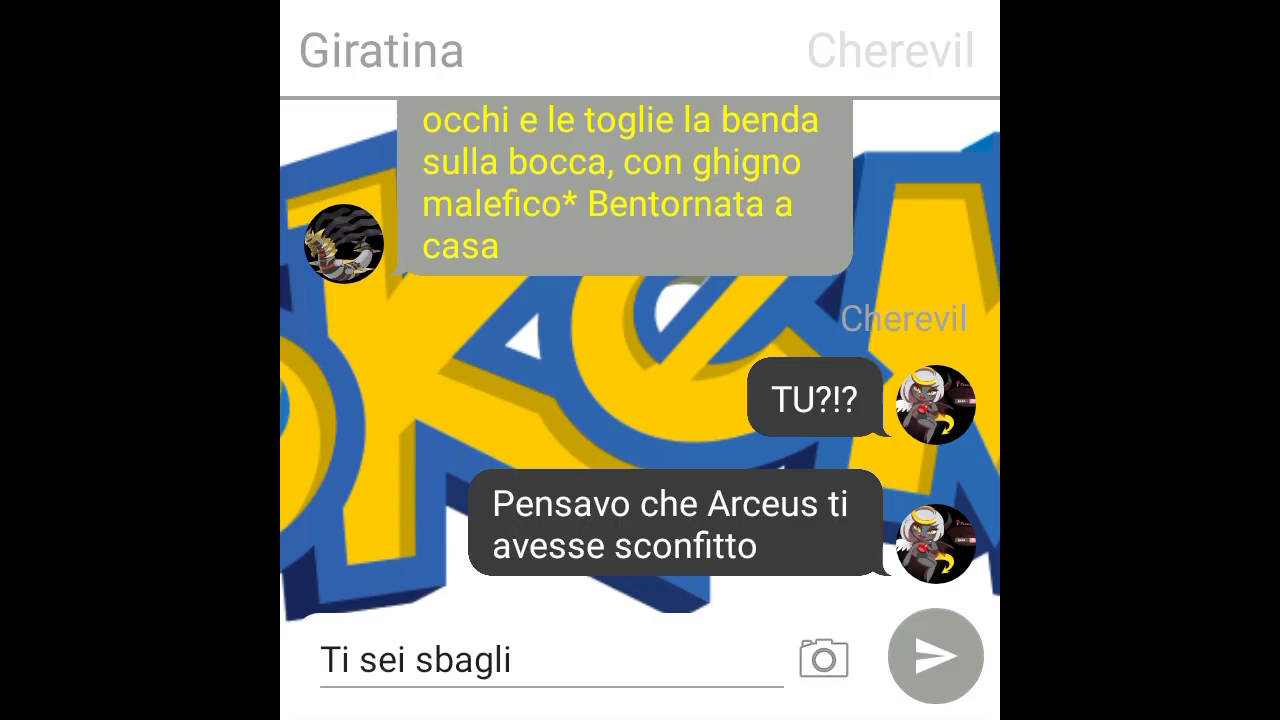 Giratina
Cherevil
occhi e le toglie la benda
sulla bocca, con ghigno
malefico* Bentornata a
casa
Cherevil
TU?!?
Pensavo che Arceus ti
avesse sconfitto
Ti sei sbagli